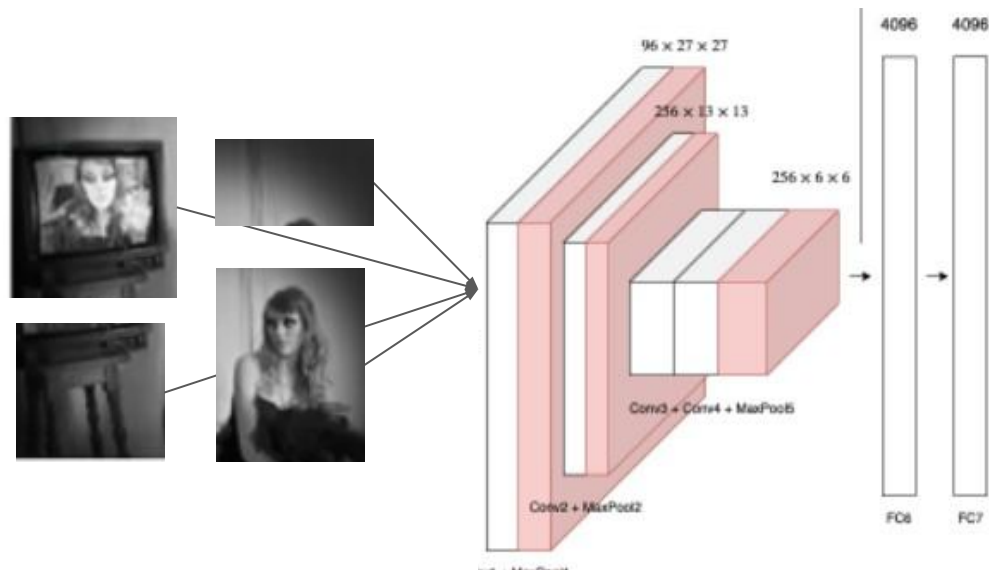 4096 4096
96 × 27 × 27
256 × 13 × 13
256 × 6 × 6
Conv3 + Conv4 + MaxPool5
Conv2 + MaxPool2
FC6 FC7